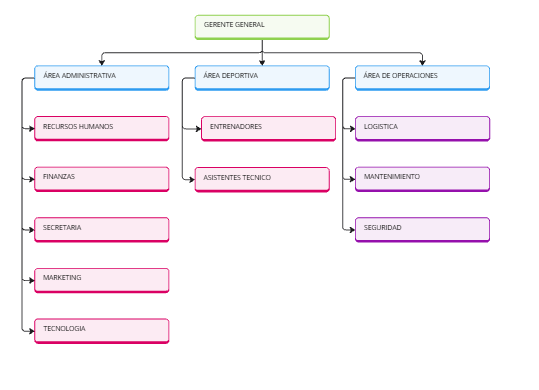 GERENTE GENERAL
ÁREA ADMINISTRATIVA
ÁREA DEPORTIVA
ÁREA DE OPERACIONES
RECURSOS HUMANOS
ENTRENADORES
LOGISTICA
FINANZAS
ASISTENTES TECNICO
MANTENIMIENTO
SECRETARIA
SEGURIDAD
MARKETING
TECNOLOGIA